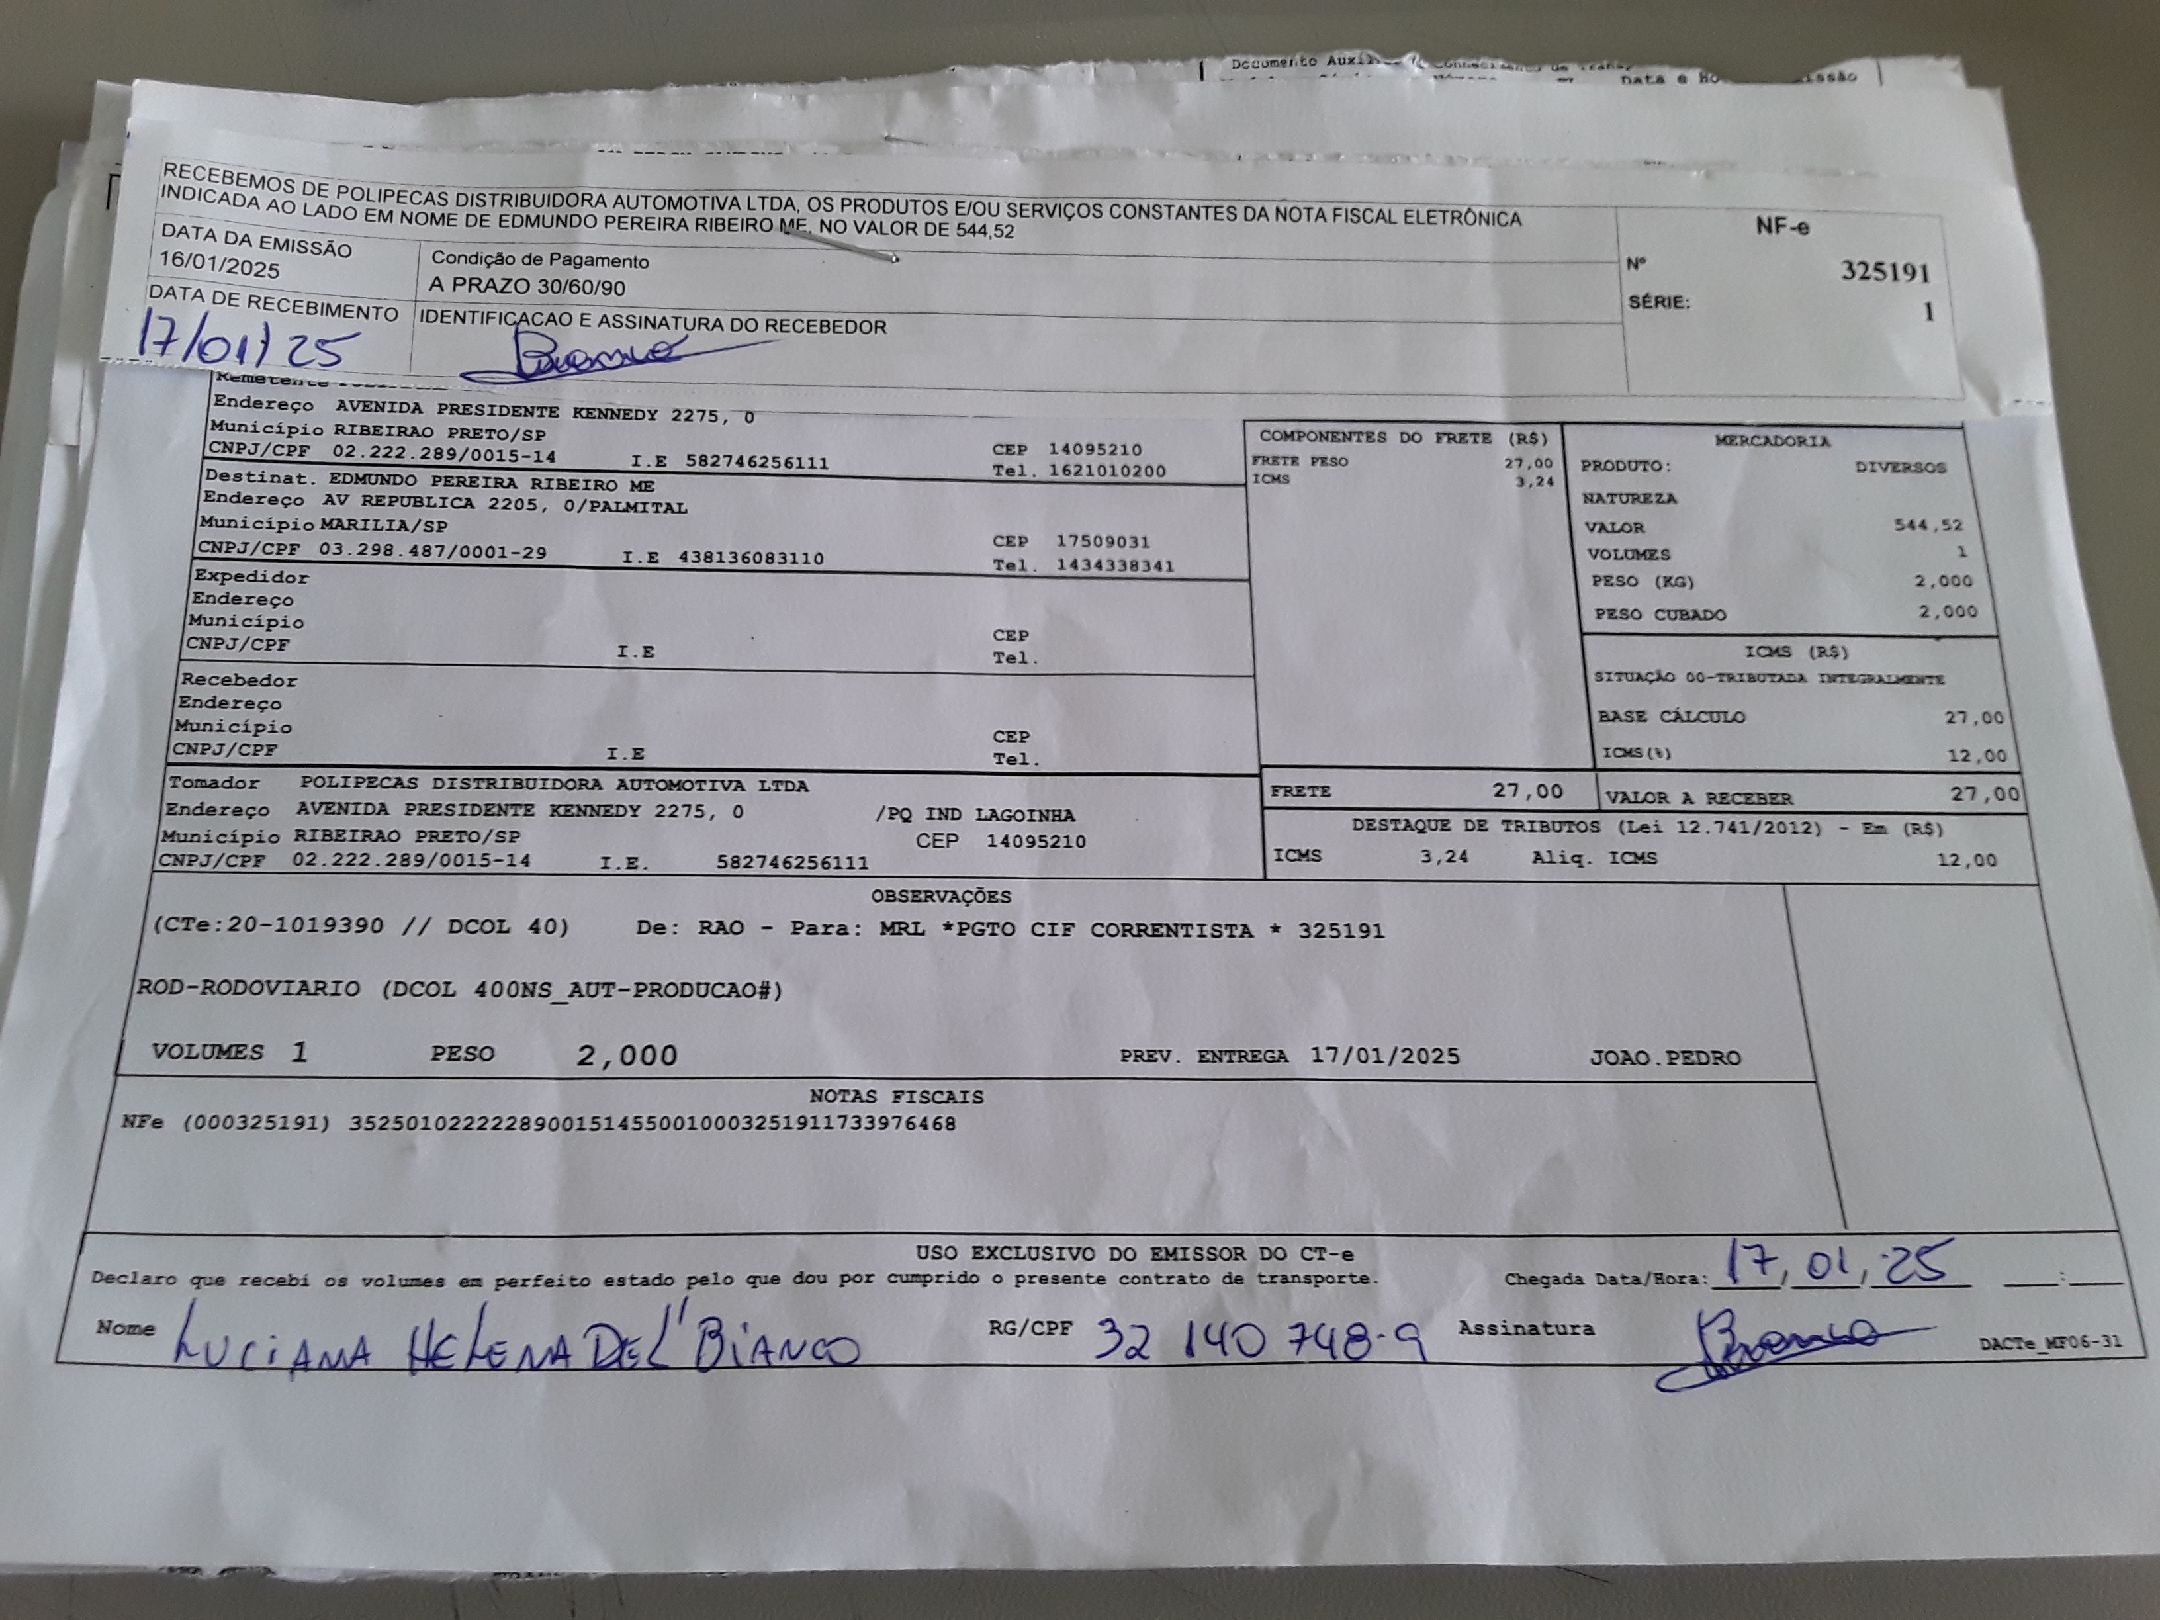 Documento Auxil
RECEBEMOS DE POLIPECAS DISTRIBUIDORA AUTOMOTIVA LTDA, OS PRODUTOS E/OU SERVIÇOS CONSTANTES DA NOTA FISCAL ELETRÔNICA
INDICADA AO LADO EM NOME DE EDMUNDO PEREIRA RIBEIRO ME, NO VALOR DE 544,52
NF-e
Nº 325191
SÉRIE: 1
DATA DA EMISSÃO
16/01/2025
Condição de Pagamento
A PRAZO 30/60/90
DATA DE RECEBIMENTO
17/01/25
IDENTIFICACAO E ASSINATURA DO RECEBEDOR
Remetente
Endereço AVENIDA PRESIDENTE KENNEDY 2275, 0
Município RIBEIRAO PRETO/SP CEP 14095210
CNPJ/CPF 02.222.289/0015-14 I.E 582746256111 Tel. 1621010200
Destinat. EDMUNDO PEREIRA RIBEIRO ME
Endereço AV REPUBLICA 2205, 0/PALMITAL
Município MARILIA/SP CEP 17509031
CNPJ/CPF 03.298.487/0001-29 I.E 438136083110 Tel. 1434338341
Expedidor
Endereço
Município CEP
CNPJ/CPF I.E Tel.
Recebedor
Endereço
Município CEP
CNPJ/CPF I.E Tel.
Tomador POLIPECAS DISTRIBUIDORA AUTOMOTIVA LTDA
Endereço AVENIDA PRESIDENTE KENNEDY 2275, 0 /PQ IND LAGOINHA
Município RIBEIRAO PRETO/SP CEP 14095210
CNPJ/CPF 02.222.289/0015-14 I.E. 582746256111
COMPONENTES DO FRETE (R$)
FRETE PESO 27,00
ICMS 3,24
MERCADORIA
PRODUTO: DIVERSOS
NATUREZA
VALOR 544,52
VOLUMES 1
PESO (KG) 2,000
PESO CUBADO 2,000
ICMS (R$)
SITUAÇÃO 00-TRIBUTADA INTEGRALMENTE
BASE CÁLCULO 27,00
ICMS(%) 12,00
FRETE 27,00 VALOR A RECEBER 27,00
DESTAQUE DE TRIBUTOS (Lei 12.741/2012) - Em (R$)
ICMS 3,24 Aliq. ICMS 12,00
OBSERVAÇÕES
(CTe:20-1019390 // DCOL 40) De: RAO - Para: MRL *PGTO CIF CORRENTISTA * 325191
ROD-RODOVIARIO (DCOL 400NS_AUT-PRODUCAO#)
VOLUMES 1 PESO 2,000 PREV. ENTREGA 17/01/2025 JOAO.PEDRO
NOTAS FISCAIS
NFe (000325191) 35250102222289001514550010003251911733976468
USO EXCLUSIVO DO EMISSOR DO CT-e
Declaro que recebi os volumes em perfeito estado pelo que dou por cumprido o presente contrato de transporte. Chegada Data/Hora: 17/01/25 __:__
Nome LUCIANA HELENA DEL'BIANCO RG/CPF 32 140 748-9 Assinatura
DACTe_MF06-31